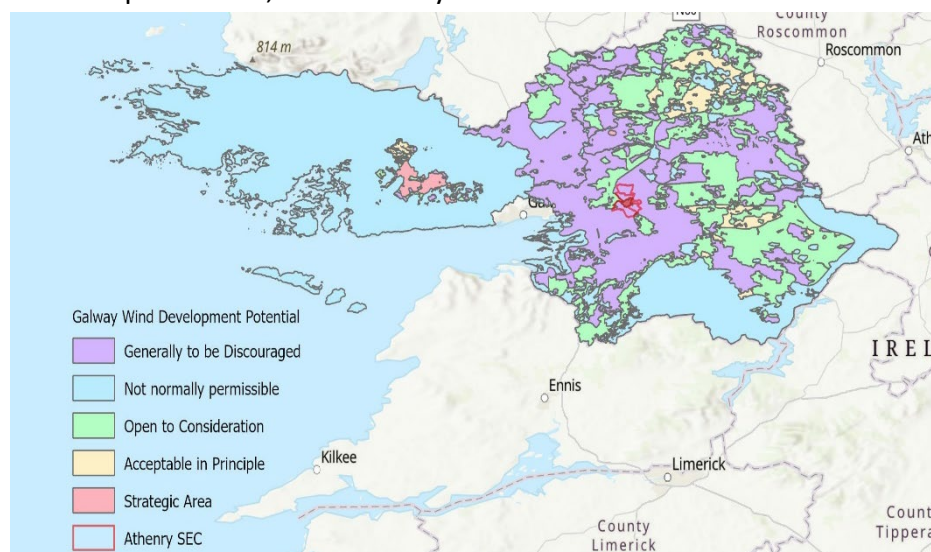 814 m
County
Roscommon
Roscommon
Ath
Ga
Galway Wind Development Potential
Generally to be Discouraged
Not normally permissible
Open to Consideration
Acceptable in Principle
Strategic Area
Athenry SEC
IREL
Ennis
Kilkee
Limerick
County
Limerick
Count
Tippera